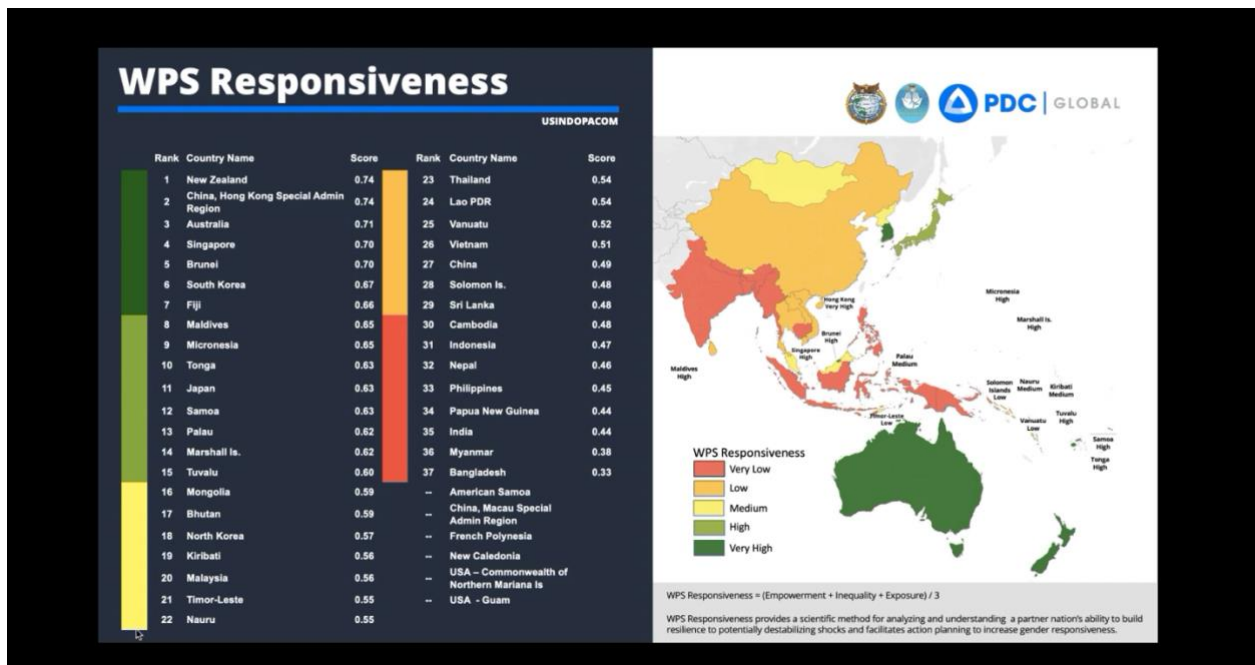 WPS Responsiveness
USINDOPACOM
Rank Country Name Score
1 New Zealand 0.74
2 China, Hong Kong Special Admin
Region 0.74
3 Australia 0.71
4 Singapore 0.70
5 Brunei 0.70
6 South Korea 0.67
7 Fiji 0.66
8 Maldives 0.65
9 Micronesia 0.65
10 Tonga 0.63
11 Japan 0.63
12 Samoa 0.63
13 Palau 0.62
14 Marshall Is. 0.62
15 Tuvalu 0.60
16 Mongolia 0.59
17 Bhutan 0.59
18 North Korea 0.57
19 Kiribati 0.56
20 Malaysia 0.56
21 Timor-Leste 0.55
22 Nauru 0.55
Rank Country Name Score
23 Thailand 0.54
24 Lao PDR 0.54
25 Vanuatu 0.52
26 Vietnam 0.51
27 China 0.49
28 Solomon Is. 0.48
29 Sri Lanka 0.48
30 Cambodia 0.48
31 Indonesia 0.47
32 Nepal 0.46
33 Philippines 0.45
34 Papua New Guinea 0.44
35 India 0.44
36 Myanmar 0.38
37 Bangladesh 0.33
-- American Samoa
-- China, Macau Special
Admin Region
-- French Polynesia
-- New Caledonia
-- USA – Commonwealth of
Northern Mariana Is
-- USA - Guam
PDC | GLOBAL
Micronesia
High
Hong Kong
Very High
Marshall Is.
High
Brunei
High
Singapore
High
Palau
Medium
Maldives
High
Solomon
Islands
Low
Nauru
Medium
Kiribati
Medium
Timor-Leste
Low
Vanuatu
Low
Tuvalu
High
Samoa
High
Tonga
High
WPS Responsiveness
Very Low
Low
Medium
High
Very High
WPS Responsiveness = (Empowerment + Inequality + Exposure) / 3
WPS Responsiveness provides a scientific method for analyzing and understanding a partner nation's ability to build
resilience to potentially destabilizing shocks and facilitates action planning to increase gender responsiveness.